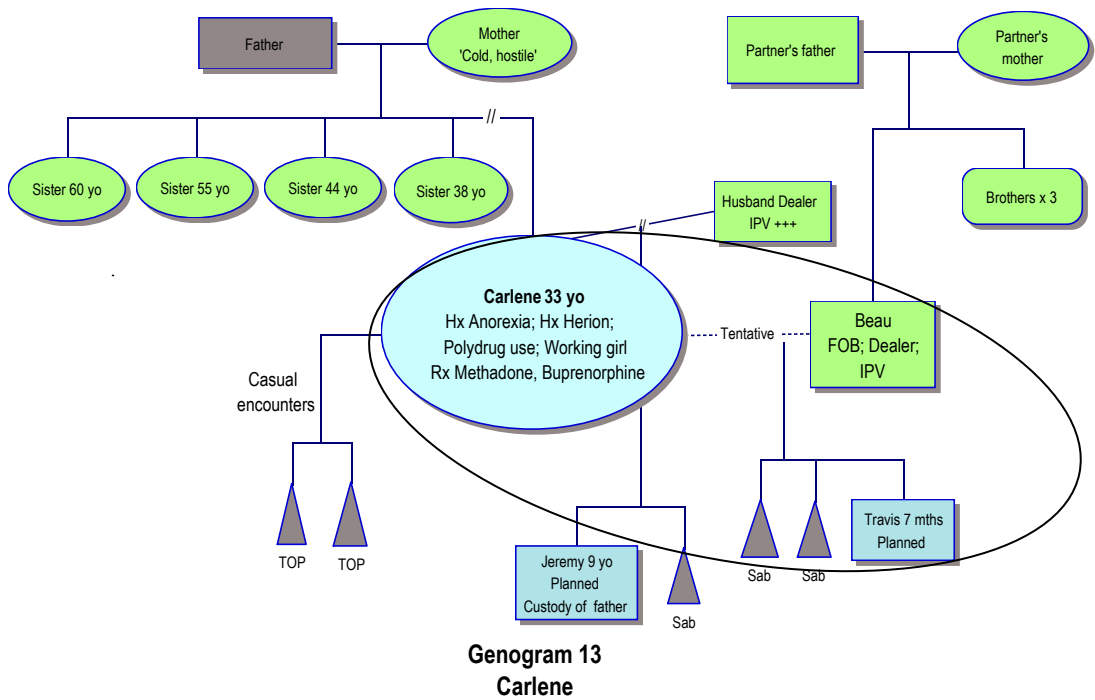 Father
Mother
'Cold, hostile'
Partner's father
Partner's
mother
//
Sister 60 yo
Sister 55 yo
Sister 44 yo
Sister 38 yo
Husband Dealer
IPV +++
Brothers x 3
//
Carlene 33 yo
Hx Anorexia; Hx Herion;
Polydrug use; Working girl
Rx Methadone, Buprenorphine
Tentative
Beau
FOB; Dealer;
IPV
Casual
encounters
TOP
TOP
Jeremy 9 yo
Planned
Custody of father
Sab
Sab
Sab
Travis 7 mths
Planned
Genogram 13
Carlene